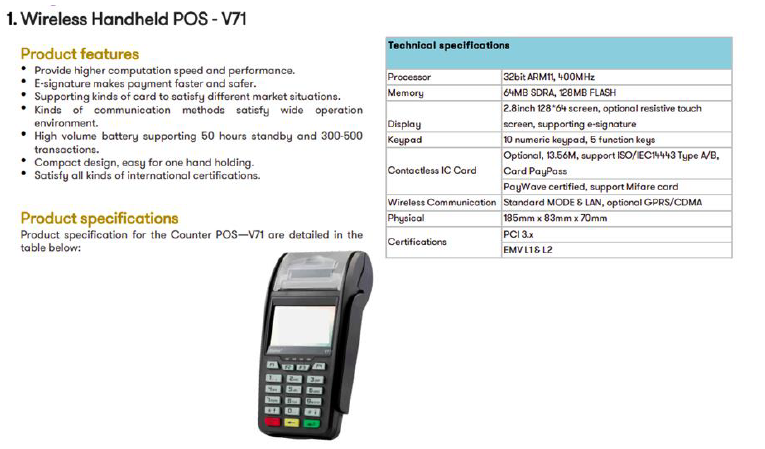 1. Wireless Handheld POS - V71
Product features
• Provide higher computation speed and performance.
• E-signature makes payment faster and safer.
• Supporting kinds of card to satisfy different market situations.
• Kinds of communication methods satisfy wide operation
environment.
• High volume battery supporting 50 hours standby and 300-500
transactions.
• Compact design, easy for one hand holding.
• Satisfy all kinds of international certifications.
Product specifications
Product specification for the Counter POS—V71 are detailed in the
table below:
Technical specifications
Processor 32bit ARM11, 400MHz
Memory 64MB SDRA, 128MB FLASH
2.8inch 128*64 screen, optional resistive touch
Display screen, supporting e-signature
Keypad 10 numeric keypad, 5 function keys
Optional, 13.56M, support ISO/IEC14443 Type A/B,
Contactless IC Card Card PayPass
PayWave certified, support Mifare card
Wireless Communication Standard MODE & LAN, optional GPRS/CDMA
Physical 185mm x 83mm x 70mm
Certifications PCI 3.x
EMV L1 & L2